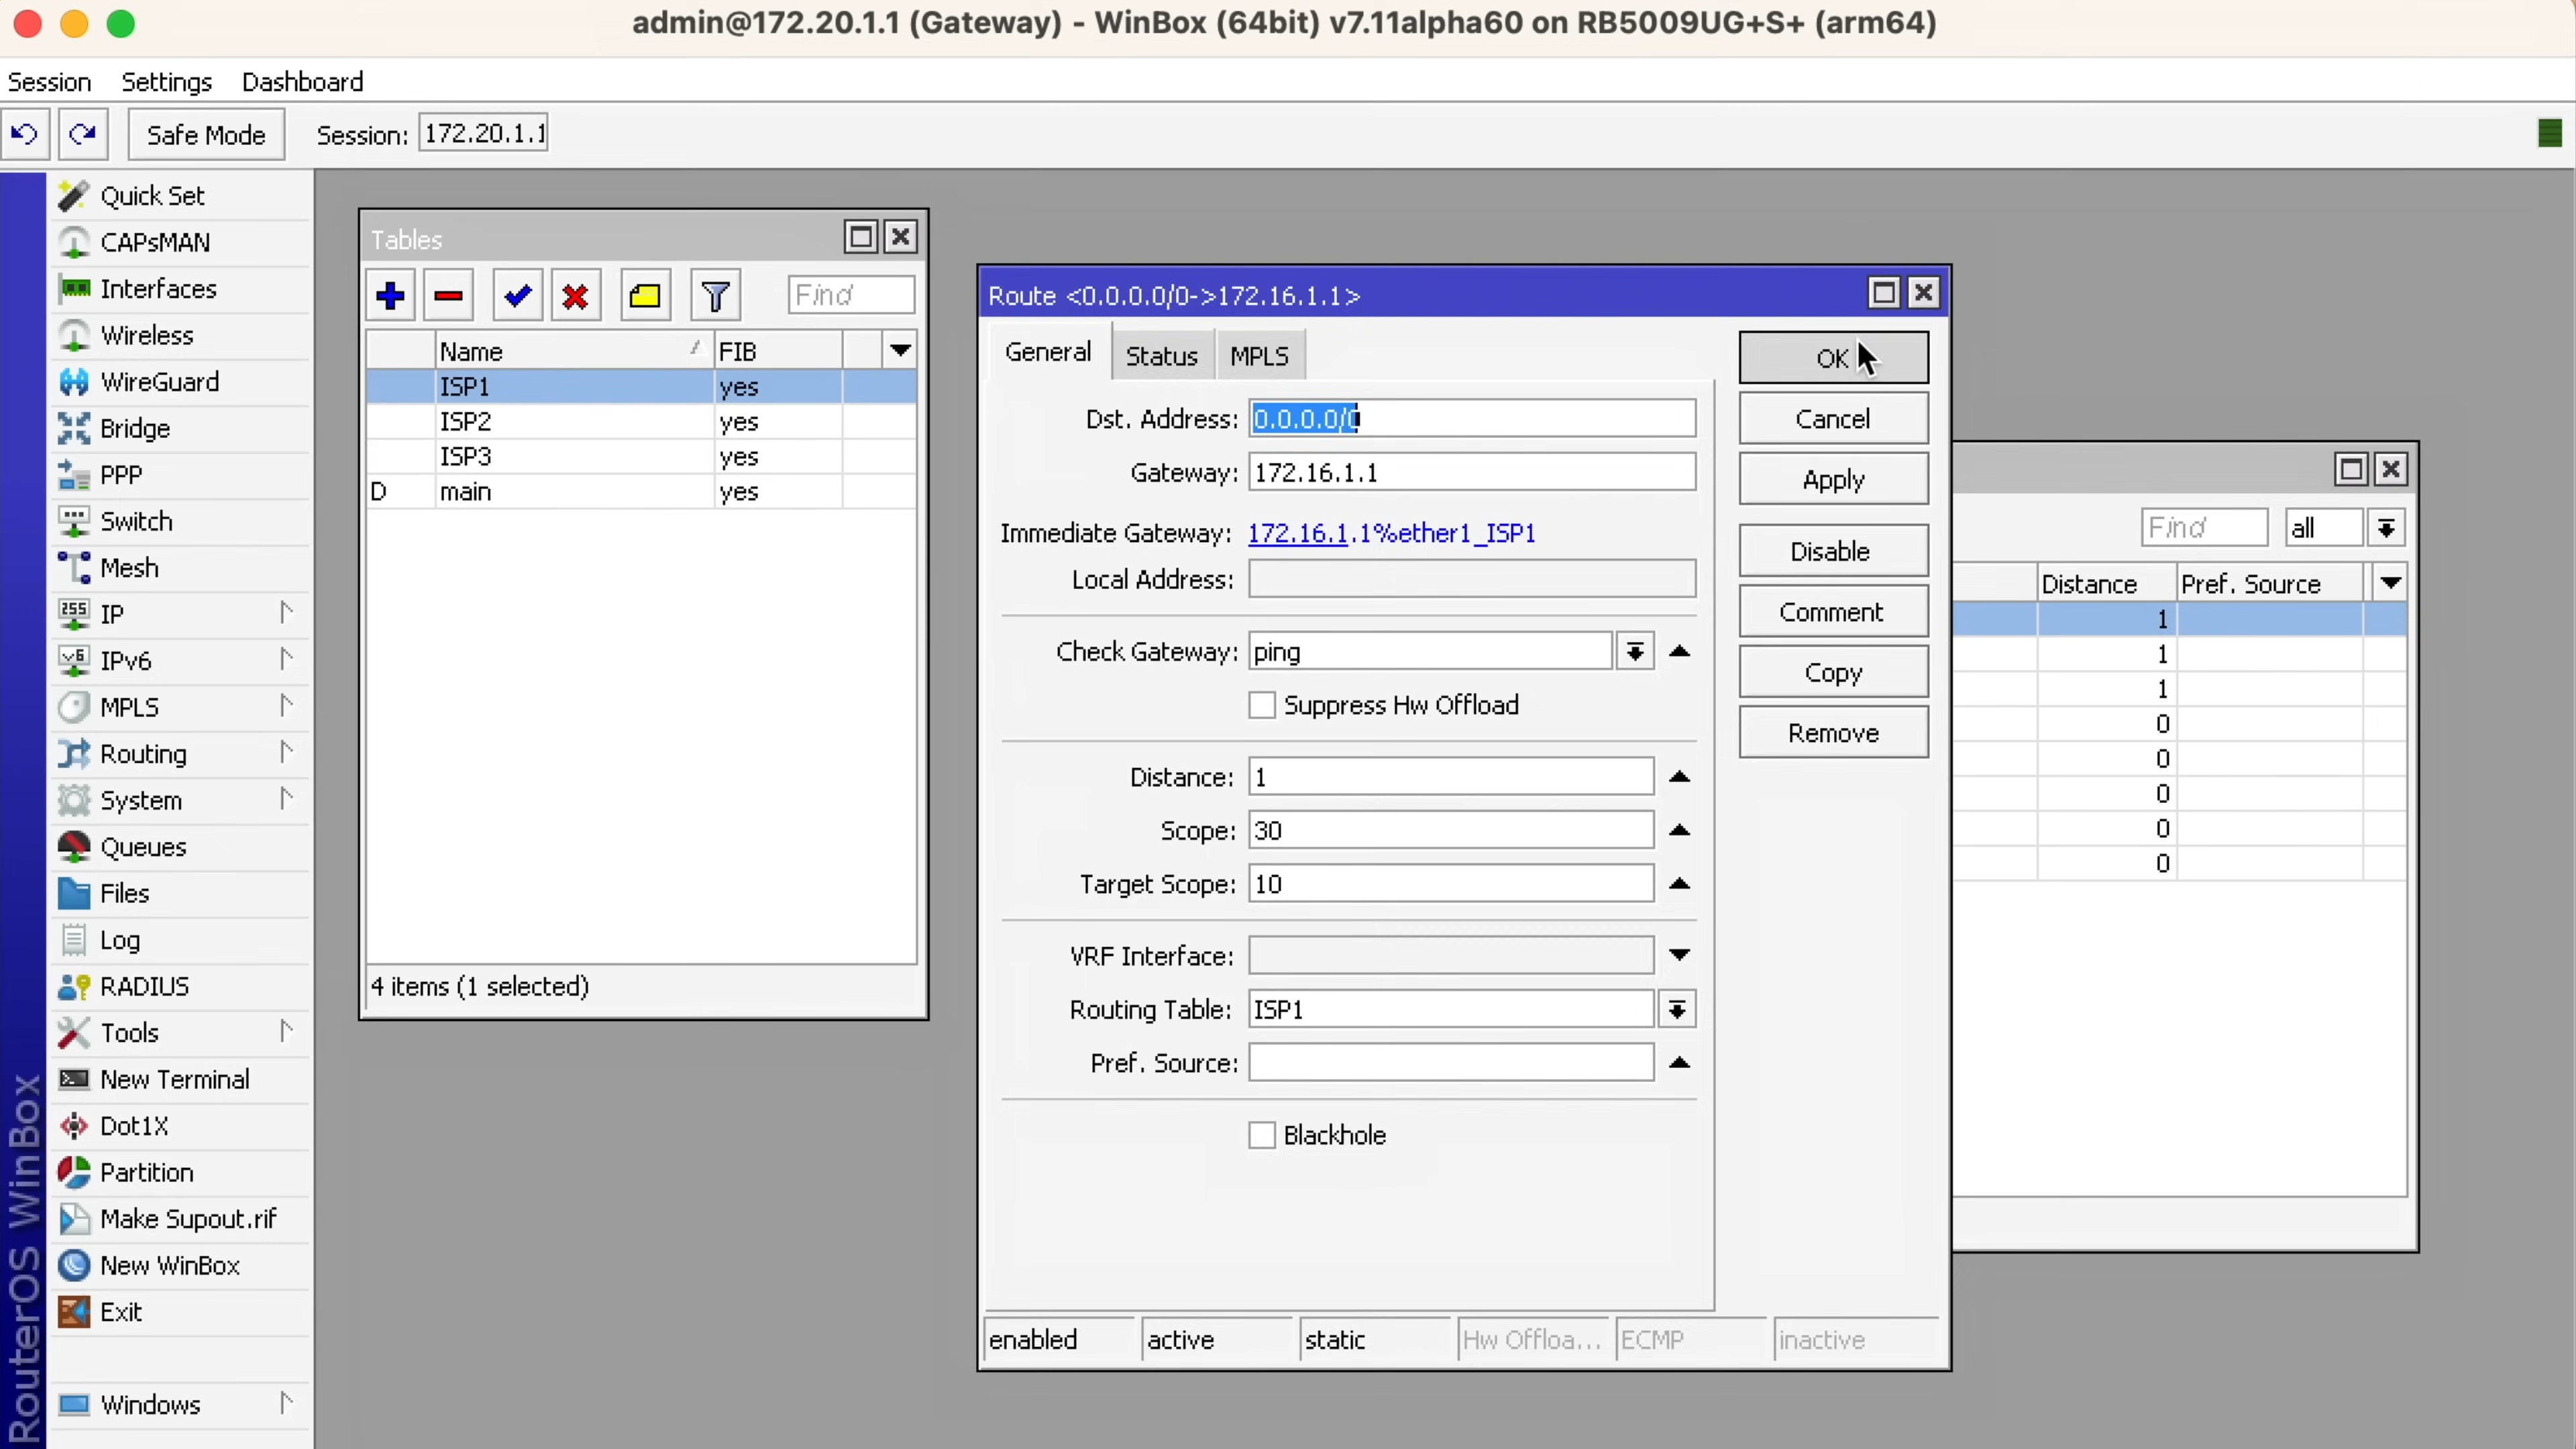 admin@172.20.1.1 (Gateway) - WinBox (64bit) v7.11alpha60 on RB5009UG+S+ (arm64)
Session Settings Dashboard
Safe Mode Session: 172.20.1.1
Quick Set
CAPsMAN
Interfaces
Wireless
WireGuard
Bridge
PPP
Switch
Mesh
IP
IPv6
MPLS
Routing
System
Queues
Files
Log
RADIUS
Tools
New Terminal
Dot1X
Partition
Make Supout.rif
New WinBox
Exit
Windows
RouterOS WinBox
Tables
Find
Name FIB
ISP1 yes
ISP2 yes
ISP3 yes
D main yes
4 items (1 selected)
Route <0.0.0.0/0->172.16.1.1>
General Status MPLS
Dst. Address: 0.0.0.0/0
Gateway: 172.16.1.1
Immediate Gateway: 172.16.1.1%ether1_ISP1
Local Address:
Check Gateway: ping
Suppress Hw Offload
Distance: 1
Scope: 30
Target Scope: 10
VRF Interface:
Routing Table: ISP1
Pref. Source:
Blackhole
enabled active static Hw Offloa... ECMP inactive
OK
Cancel
Apply
Disable
Comment
Copy
Remove
Find all
Distance Pref. Source
1
1
1
0
0
0
0
0